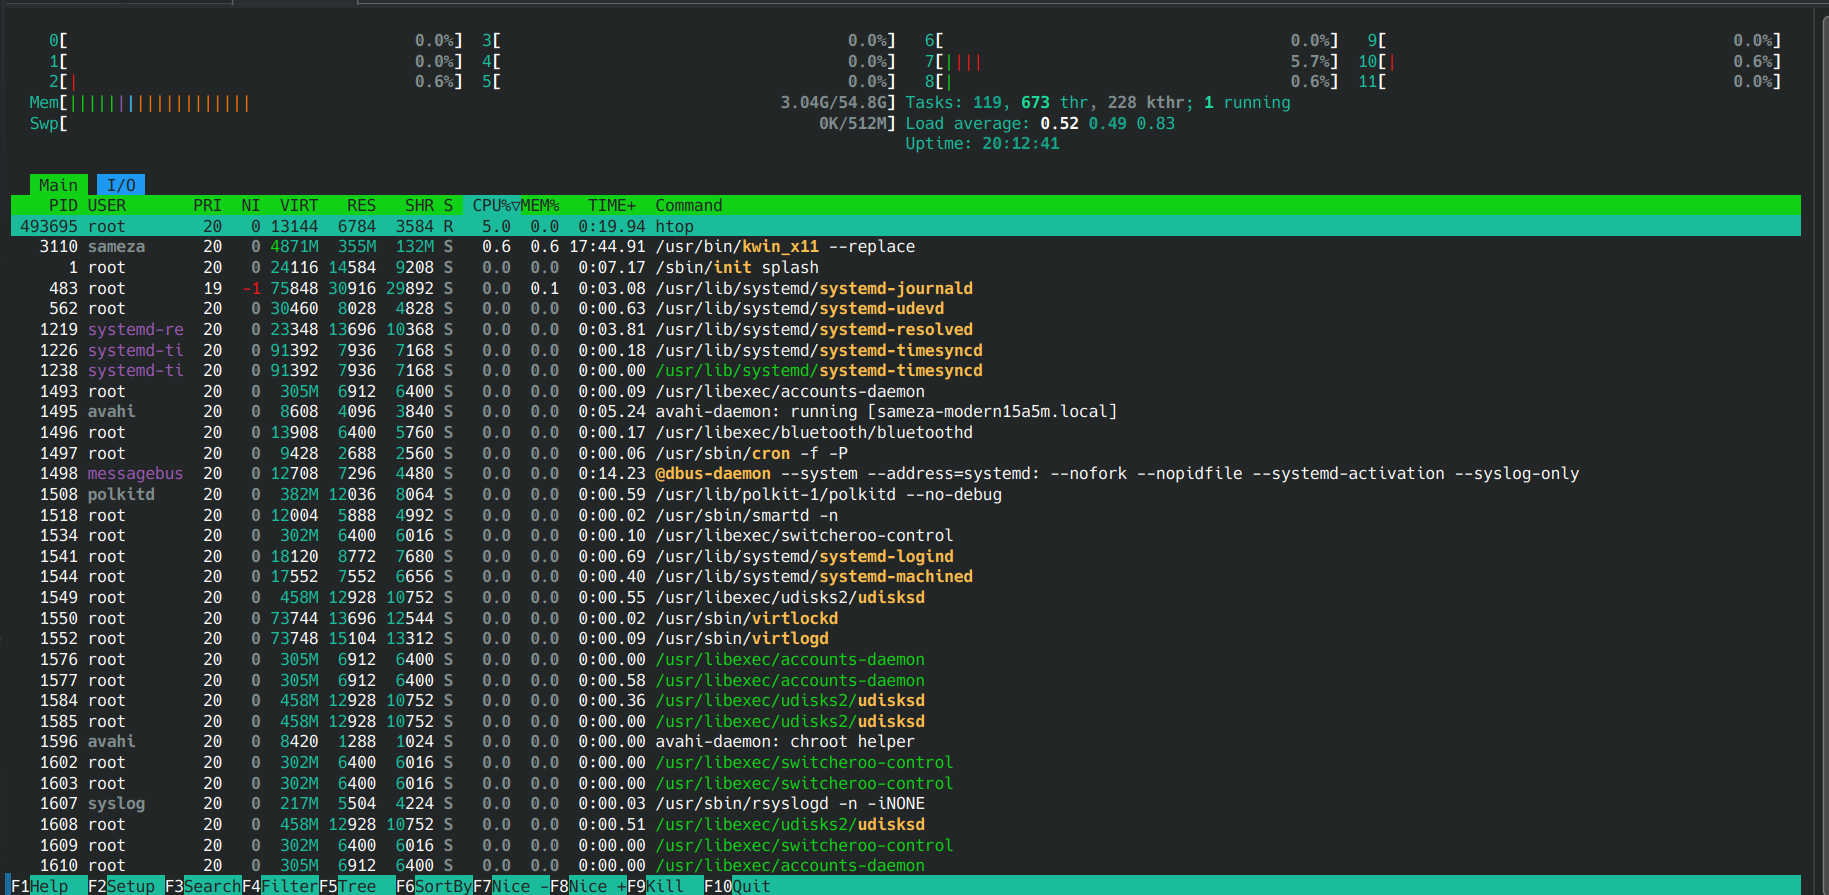 0[ 0.0%] 3[ 0.0%] 6[ 0.0%] 9[ 0.0%]
1[ 0.0%] 4[ 0.0%] 7[|||| 5.7%] 10[| 0.6%]
2[| 0.6%] 5[ 0.0%] 8[| 0.6%] 11[ 0.0%]
Mem[||||||||||||||||||| 3.04G/54.8G] Tasks: 119, 673 thr, 228 kthr; 1 running
Swp[ 0K/512M] Load average: 0.52 0.49 0.83
Uptime: 20:12:41
Main I/O
PID USER PRI NI VIRT RES SHR S CPU%▽MEM% TIME+ Command
493695 root 20 0 13144 6784 3584 R 5.0 0.0 0:19.94 htop
3110 sameza 20 0 4871M 355M 132M S 0.6 0.6 17:44.91 /usr/bin/kwin_x11 --replace
1 root 20 0 24116 14584 9208 S 0.0 0.0 0:07.17 /sbin/init splash
483 root 19 -1 75848 30916 29892 S 0.0 0.1 0:03.08 /usr/lib/systemd/systemd-journald
562 root 20 0 30460 8028 4828 S 0.0 0.0 0:00.63 /usr/lib/systemd/systemd-udevd
1219 systemd-re 20 0 23348 13696 10368 S 0.0 0.0 0:03.81 /usr/lib/systemd/systemd-resolved
1226 systemd-ti 20 0 91392 7936 7168 S 0.0 0.0 0:00.18 /usr/lib/systemd/systemd-timesyncd
1238 systemd-ti 20 0 91392 7936 7168 S 0.0 0.0 0:00.00 /usr/lib/systemd/systemd-timesyncd
1493 root 20 0 305M 6912 6400 S 0.0 0.0 0:00.09 /usr/libexec/accounts-daemon
1495 avahi 20 0 8608 4096 3840 S 0.0 0.0 0:05.24 avahi-daemon: running [sameza-modern15a5m.local]
1496 root 20 0 13908 6400 5760 S 0.0 0.0 0:00.17 /usr/libexec/bluetooth/bluetoothd
1497 root 20 0 9428 2688 2560 S 0.0 0.0 0:00.06 /usr/sbin/cron -f -P
1498 messagebus 20 0 12708 7296 4480 S 0.0 0.0 0:14.23 @dbus-daemon --system --address=systemd: --nofork --nopidfile --systemd-activation --syslog-only
1508 polkitd 20 0 382M 12036 8064 S 0.0 0.0 0:00.59 /usr/lib/polkit-1/polkitd --no-debug
1518 root 20 0 12004 5888 4992 S 0.0 0.0 0:00.02 /usr/sbin/smartd -n
1534 root 20 0 302M 6400 6016 S 0.0 0.0 0:00.10 /usr/libexec/switcheroo-control
1541 root 20 0 18120 8772 7680 S 0.0 0.0 0:00.69 /usr/lib/systemd/systemd-logind
1544 root 20 0 17552 7552 6656 S 0.0 0.0 0:00.40 /usr/lib/systemd/systemd-machined
1549 root 20 0 458M 12928 10752 S 0.0 0.0 0:00.55 /usr/libexec/udisks2/udisksd
1550 root 20 0 73744 13696 12544 S 0.0 0.0 0:00.02 /usr/sbin/virtlockd
1552 root 20 0 73748 15104 13312 S 0.0 0.0 0:00.09 /usr/sbin/virtlogd
1576 root 20 0 305M 6912 6400 S 0.0 0.0 0:00.00 /usr/libexec/accounts-daemon
1577 root 20 0 305M 6912 6400 S 0.0 0.0 0:00.58 /usr/libexec/accounts-daemon
1584 root 20 0 458M 12928 10752 S 0.0 0.0 0:00.36 /usr/libexec/udisks2/udisksd
1585 root 20 0 458M 12928 10752 S 0.0 0.0 0:00.00 /usr/libexec/udisks2/udisksd
1596 avahi 20 0 8420 1288 1024 S 0.0 0.0 0:00.00 avahi-daemon: chroot helper
1602 root 20 0 302M 6400 6016 S 0.0 0.0 0:00.00 /usr/libexec/switcheroo-control
1603 root 20 0 302M 6400 6016 S 0.0 0.0 0:00.00 /usr/libexec/switcheroo-control
1607 syslog 20 0 217M 5504 4224 S 0.0 0.0 0:00.03 /usr/sbin/rsyslogd -n -iNONE
1608 root 20 0 458M 12928 10752 S 0.0 0.0 0:00.51 /usr/libexec/udisks2/udisksd
1609 root 20 0 302M 6400 6016 S 0.0 0.0 0:00.00 /usr/libexec/switcheroo-control
1610 root 20 0 305M 6912 6400 S 0.0 0.0 0:00.00 /usr/libexec/accounts-daemon
F1Help F2Setup F3SearchF4FilterF5Tree F6SortByF7Nice -F8Nice +F9Kill F10Quit